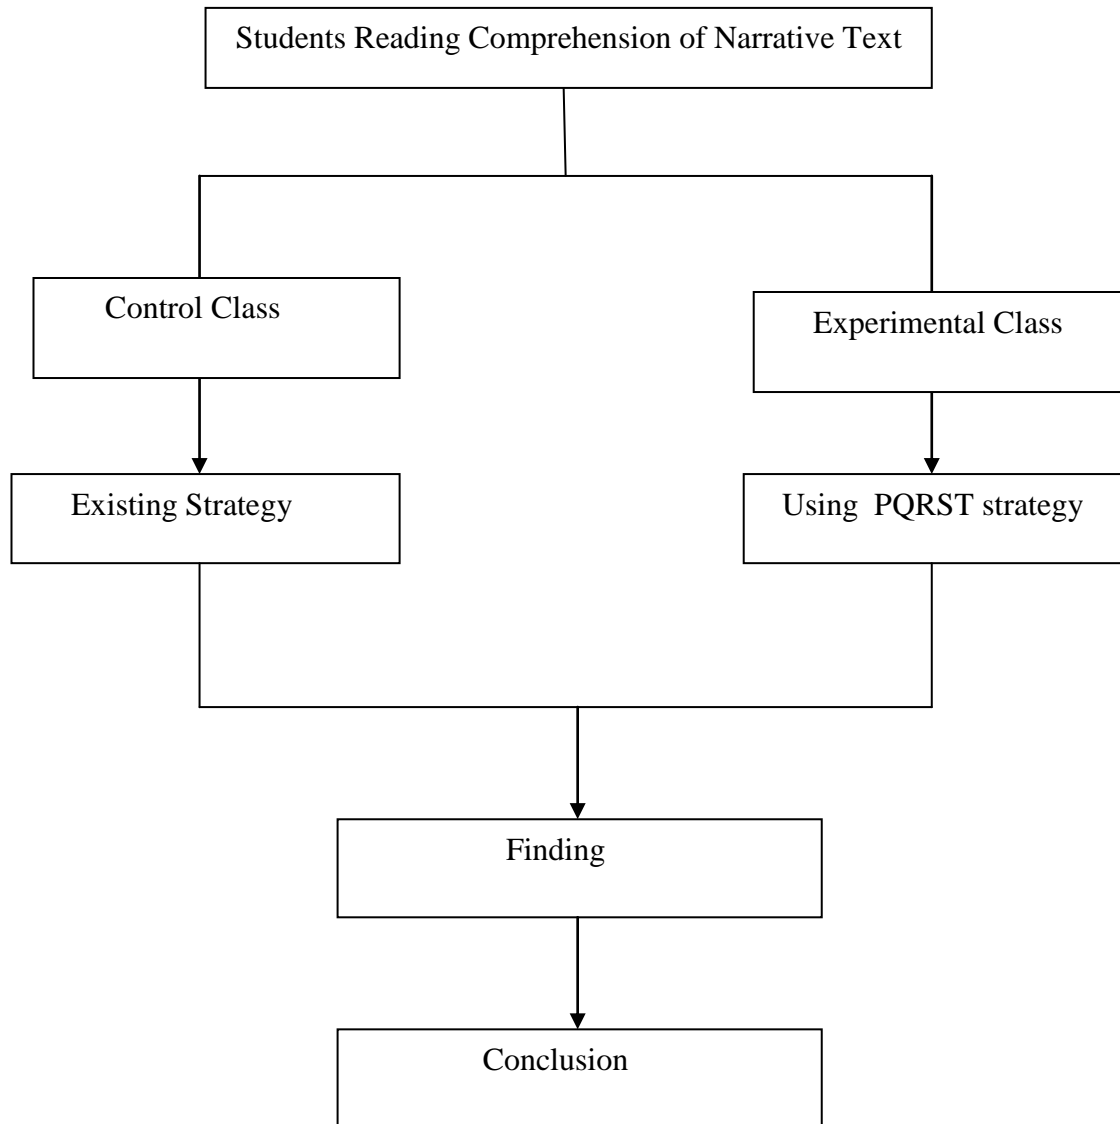 Students Reading Comprehension of Narrative Text
Control Class
Experimental Class
Existing Strategy
Using PQRST strategy
Finding
Conclusion